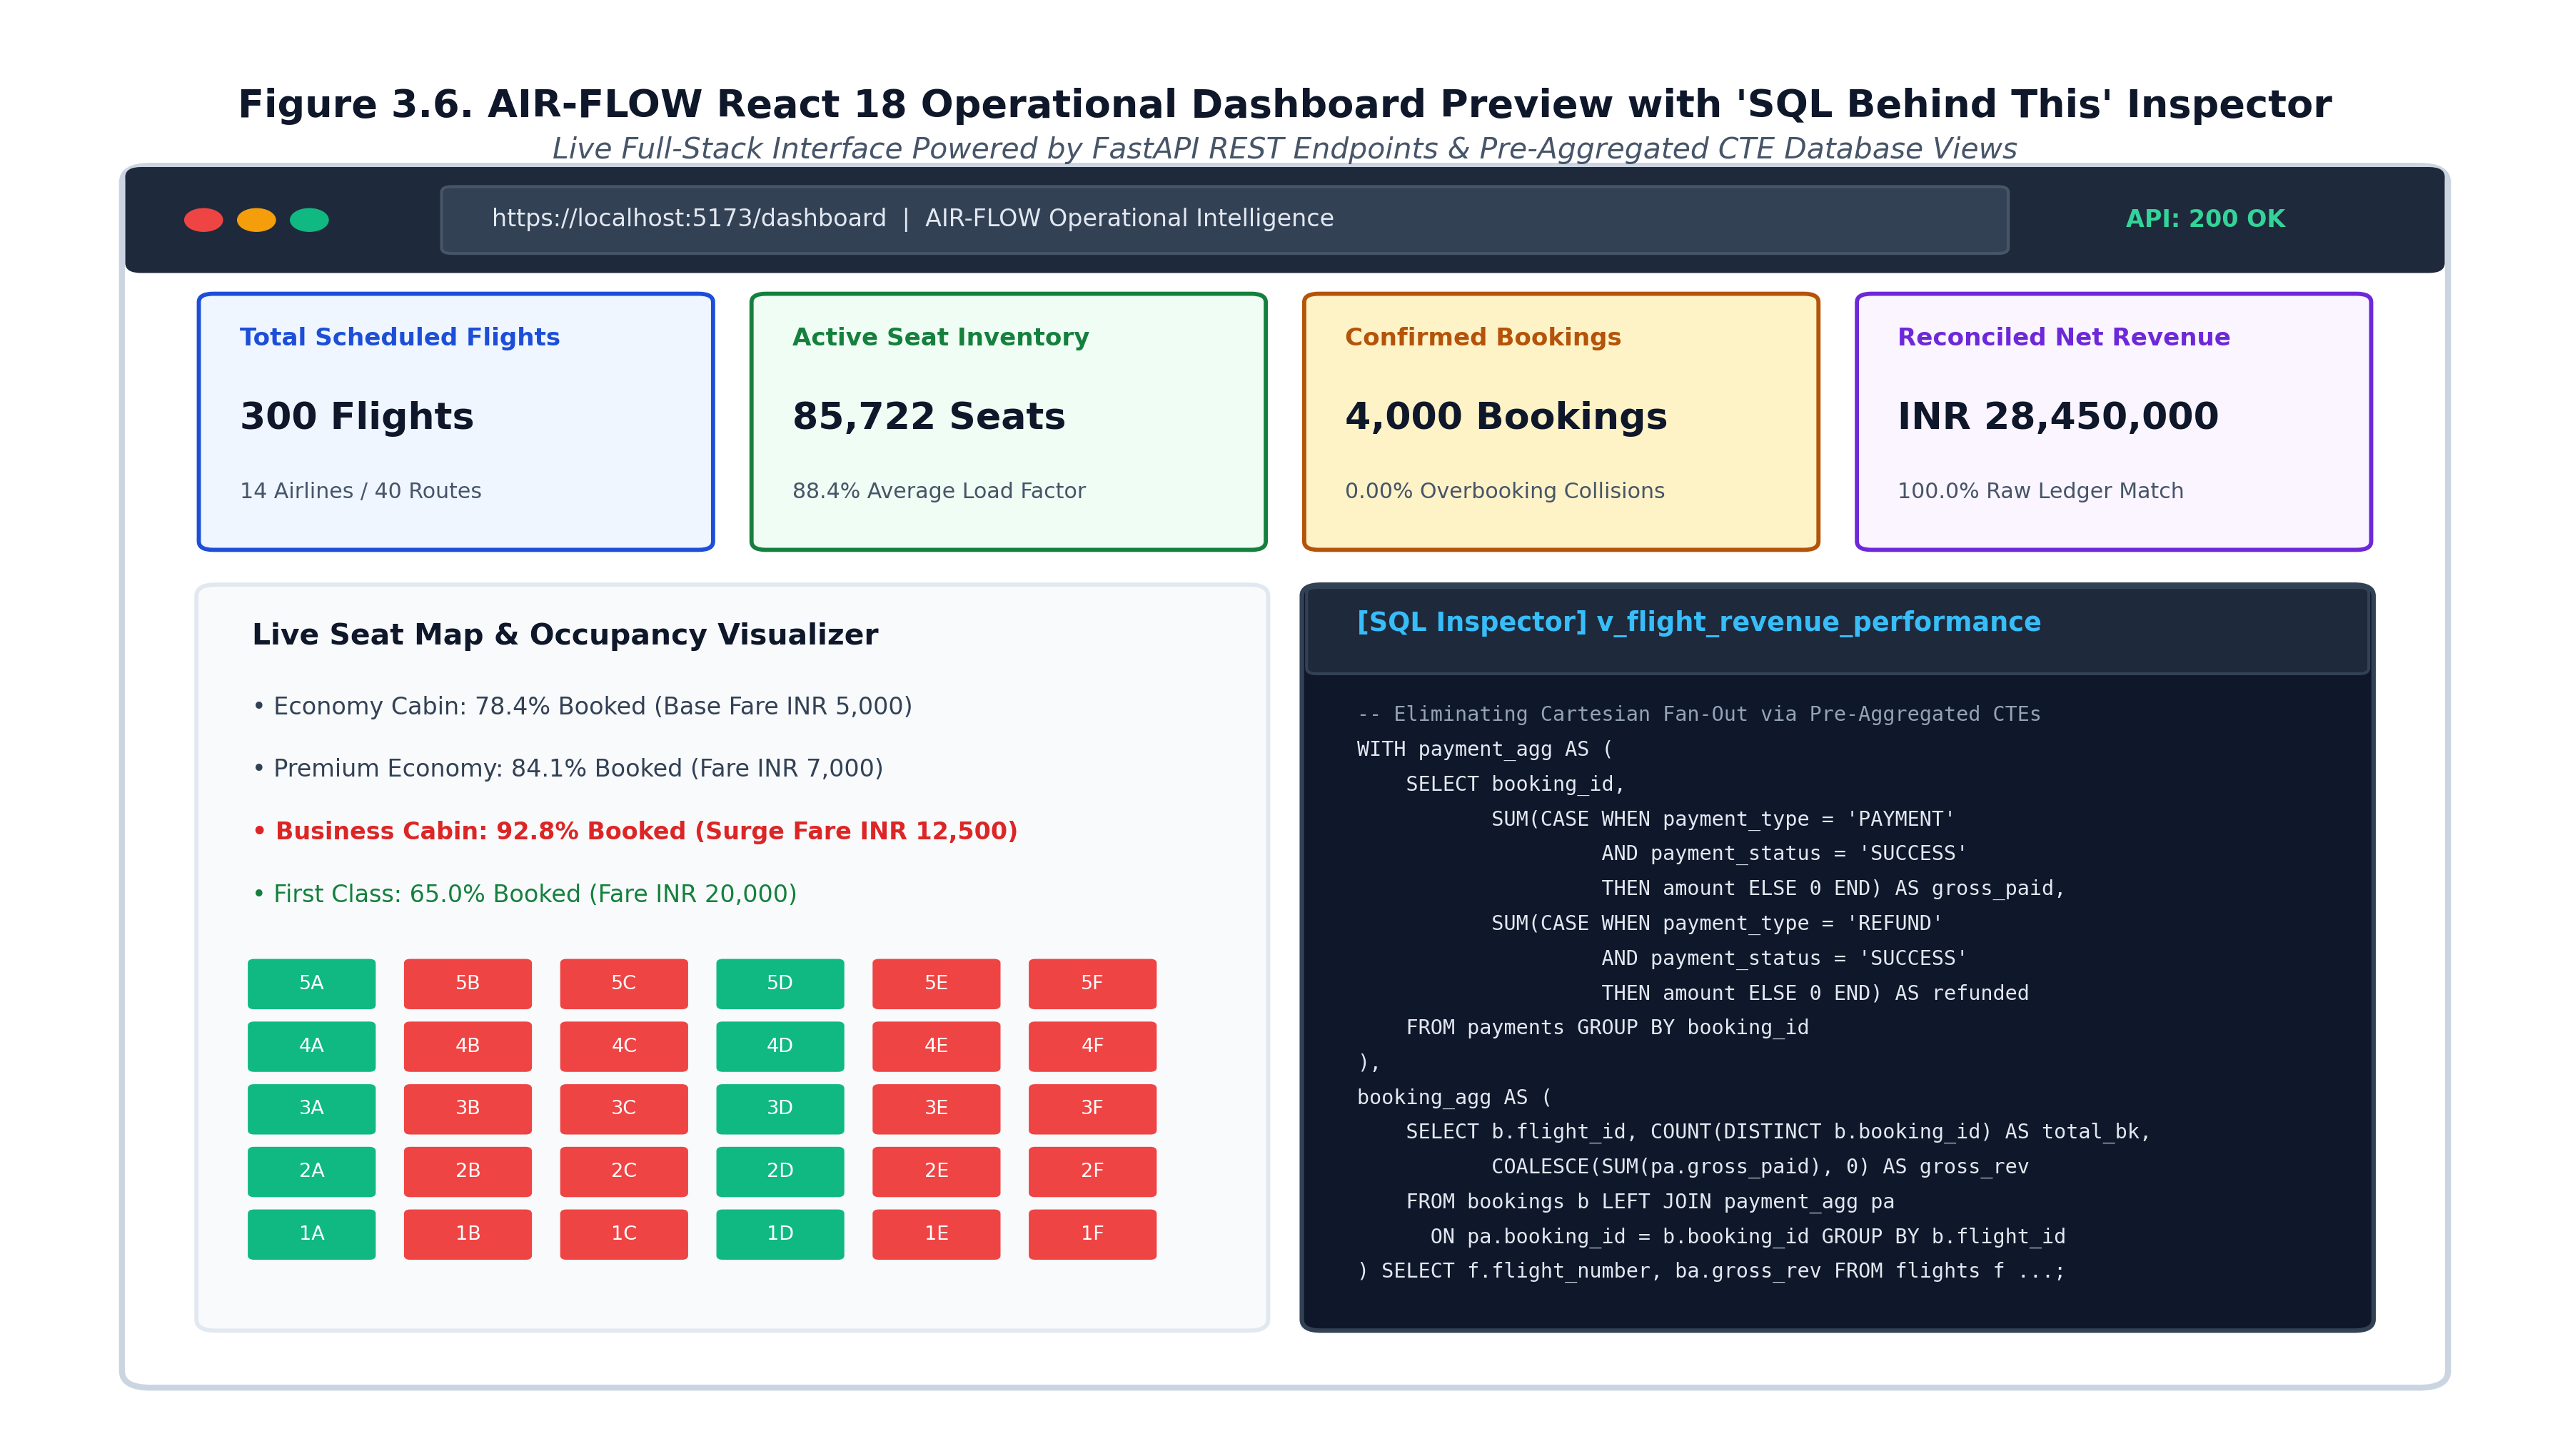 Figure 3.6. AIR-FLOW React 18 Operational Dashboard Preview with 'SQL Behind This' Inspector
Live Full-Stack Interface Powered by FastAPI REST Endpoints & Pre-Aggregated CTE Database Views
https://localhost:5173/dashboard | AIR-FLOW Operational Intelligence
API: 200 OK
Total Scheduled Flights
300 Flights
14 Airlines / 40 Routes
Active Seat Inventory
85,722 Seats
88.4% Average Load Factor
Confirmed Bookings
4,000 Bookings
0.00% Overbooking Collisions
Reconciled Net Revenue
INR 28,450,000
100.0% Raw Ledger Match
Live Seat Map & Occupancy Visualizer
• Economy Cabin: 78.4% Booked (Base Fare INR 5,000)
• Premium Economy: 84.1% Booked (Fare INR 7,000)
• Business Cabin: 92.8% Booked (Surge Fare INR 12,500)
• First Class: 65.0% Booked (Fare INR 20,000)
5A 5B 5C 5D 5E 5F
4A 4B 4C 4D 4E 4F
3A 3B 3C 3D 3E 3F
2A 2B 2C 2D 2E 2F
1A 1B 1C 1D 1E 1F
[SQL Inspector] v_flight_revenue_performance
-- Eliminating Cartesian Fan-Out via Pre-Aggregated CTEs
WITH payment_agg AS (
SELECT booking_id,
SUM(CASE WHEN payment_type = 'PAYMENT'
AND payment_status = 'SUCCESS'
THEN amount ELSE 0 END) AS gross_paid,
SUM(CASE WHEN payment_type = 'REFUND'
AND payment_status = 'SUCCESS'
THEN amount ELSE 0 END) AS refunded
FROM payments GROUP BY booking_id
),
booking_agg AS (
SELECT b.flight_id, COUNT(DISTINCT b.booking_id) AS total_bk,
COALESCE(SUM(pa.gross_paid), 0) AS gross_rev
FROM bookings b LEFT JOIN payment_agg pa
ON pa.booking_id = b.booking_id GROUP BY b.flight_id
) SELECT f.flight_number, ba.gross_rev FROM flights f ...;